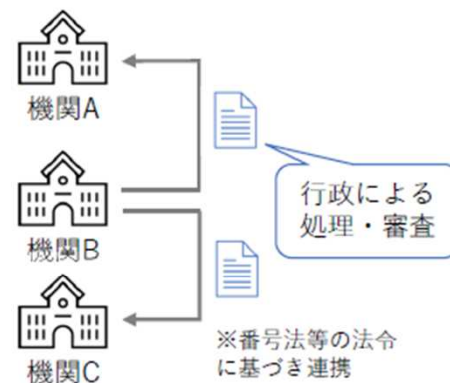 機関A
機関B
機関C
行政による
処理・審査
※番号法等の法令
に基づき連携